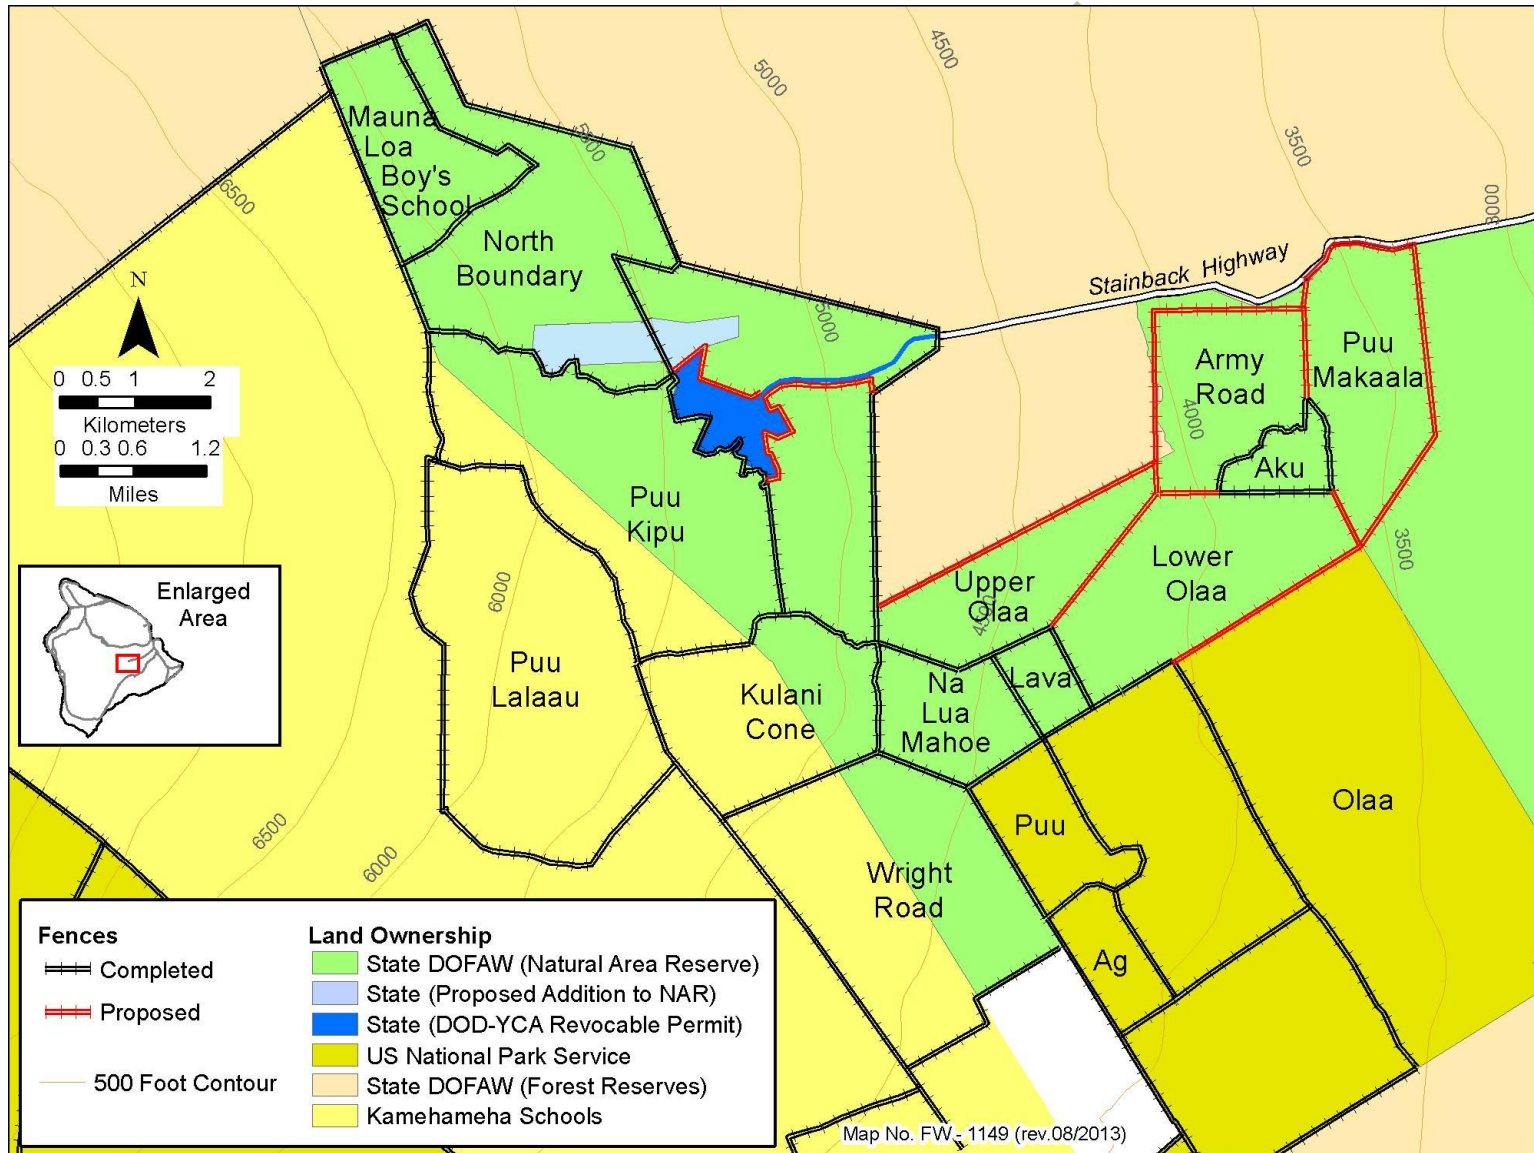 4500
5000
Mauna
Loa
Boy's
School
5500
3500
6500
3000
North
Boundary
Stainback Highway
N
5000
Army
Road
Puu
Makaala
0 0.5 1 2
Kilometers
0 0.3 0.6 1.2
Miles
4000
Aku
Puu
Kipu
3500
Lower
Olaa
Upper
Olaa
4500
6000
Enlarged
Area
Puu
Lalaau
Kulani
Cone
Na
Lua
Mahoe
Lava
Olaa
Puu
6500
6000
Wright
Road
Ag
Fences
Completed
Proposed
500 Foot Contour
Land Ownership
State DOFAW (Natural Area Reserve)
State (Proposed Addition to NAR)
State (DOD-YCA Revocable Permit)
US National Park Service
State DOFAW (Forest Reserves)
Kamehameha Schools
Map No. FW - 1149 (rev.08/2013)